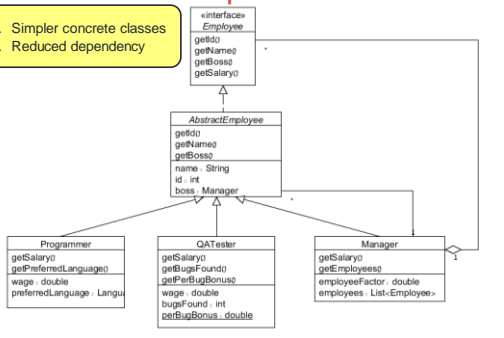 Simpler concrete classes
Reduced dependency
«interface»
Employee
getId()
getName()
getBoss()
getSalary()
*
AbstractEmployee
getId()
getName()
getBoss()
name : String
id : int
boss : Manager
*
1
Programmer
getSalary()
getPreferredLanguage()
wage : double
preferredLanguage : Langua
QATester
getSalary()
getBugsFound()
getPerBugBonus()
wage : double
bugsFound : int
perBugBonus : double
Manager
getSalary()
getEmployees()
employeeFactor : double
employees : List<Employee>
1